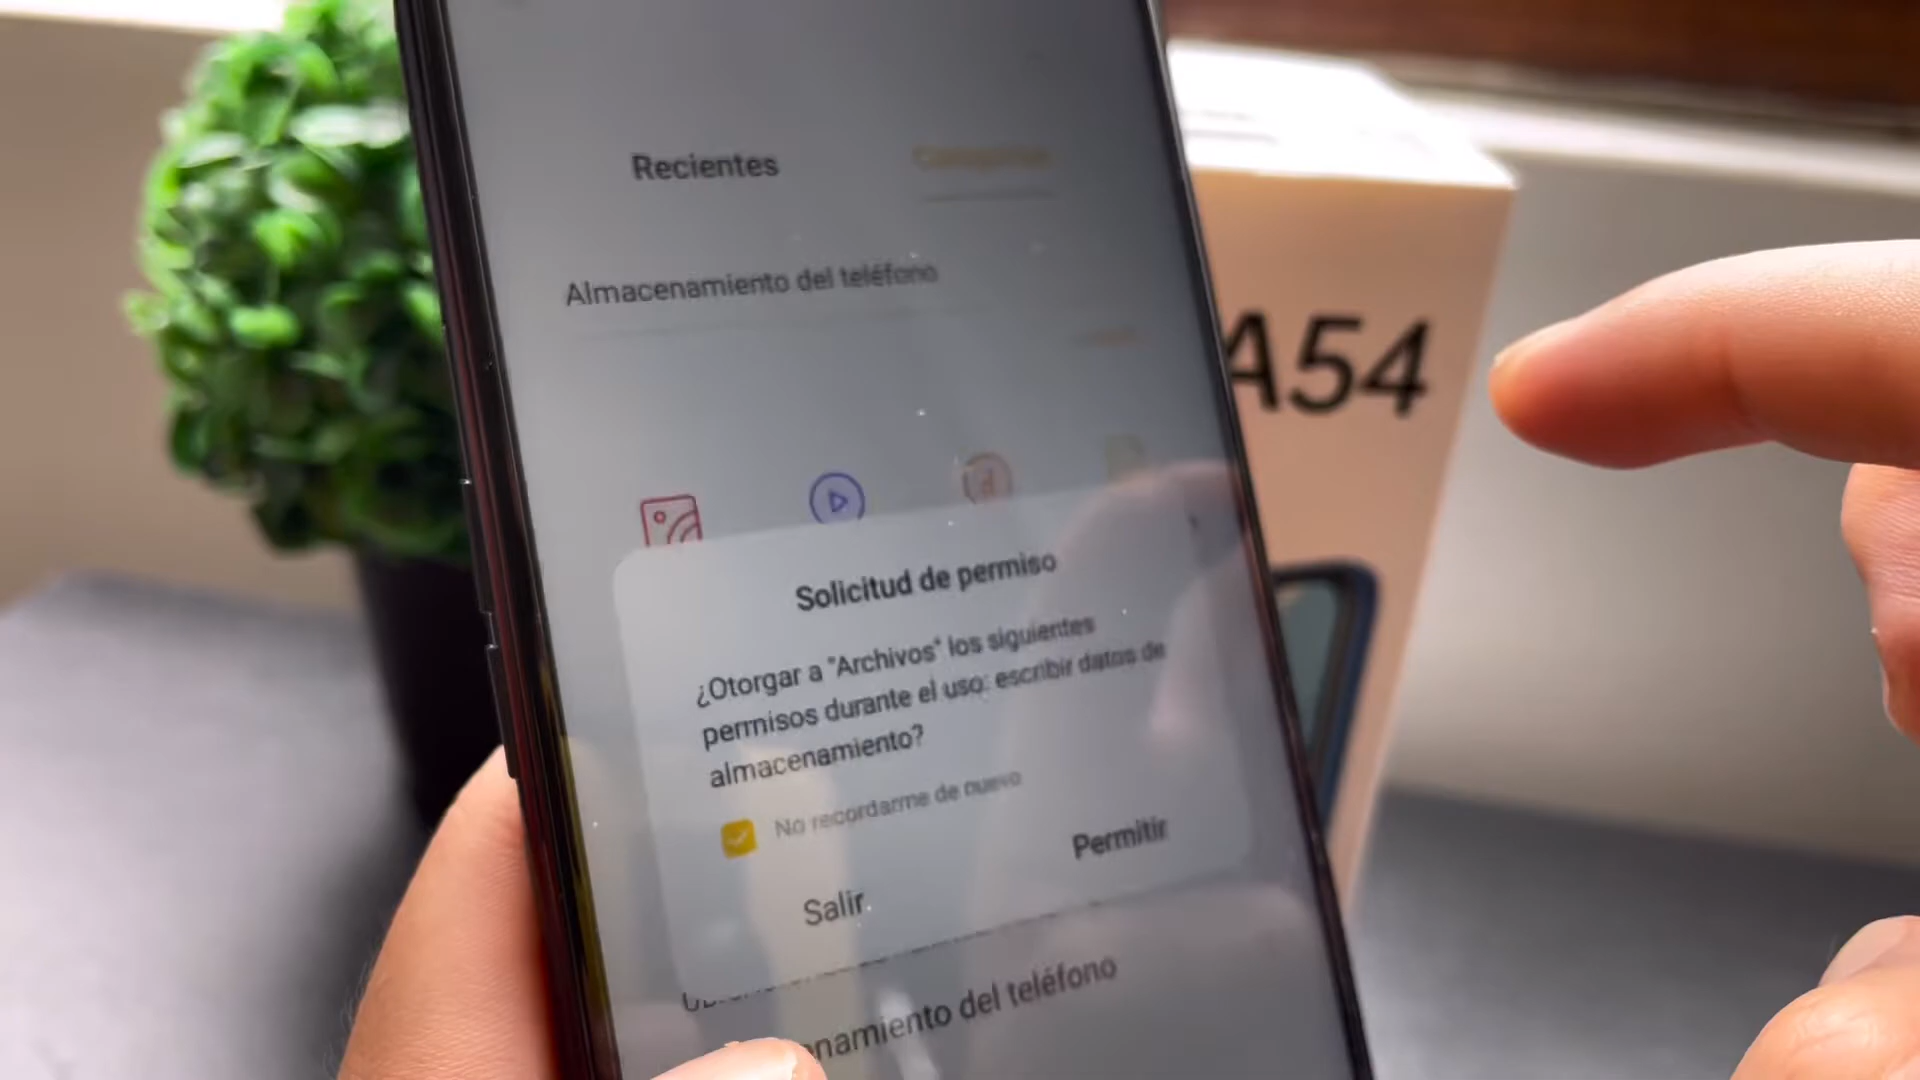 Recientes
Almacenamiento del teléfono
A54
Solicitud de permiso
¿Otorgar a "Archivos" los siguientes
permisos durante el uso: escribir datos de
almacenamiento?
No recordarme de nuevo
Permitir
Salir
namiento del teléfono